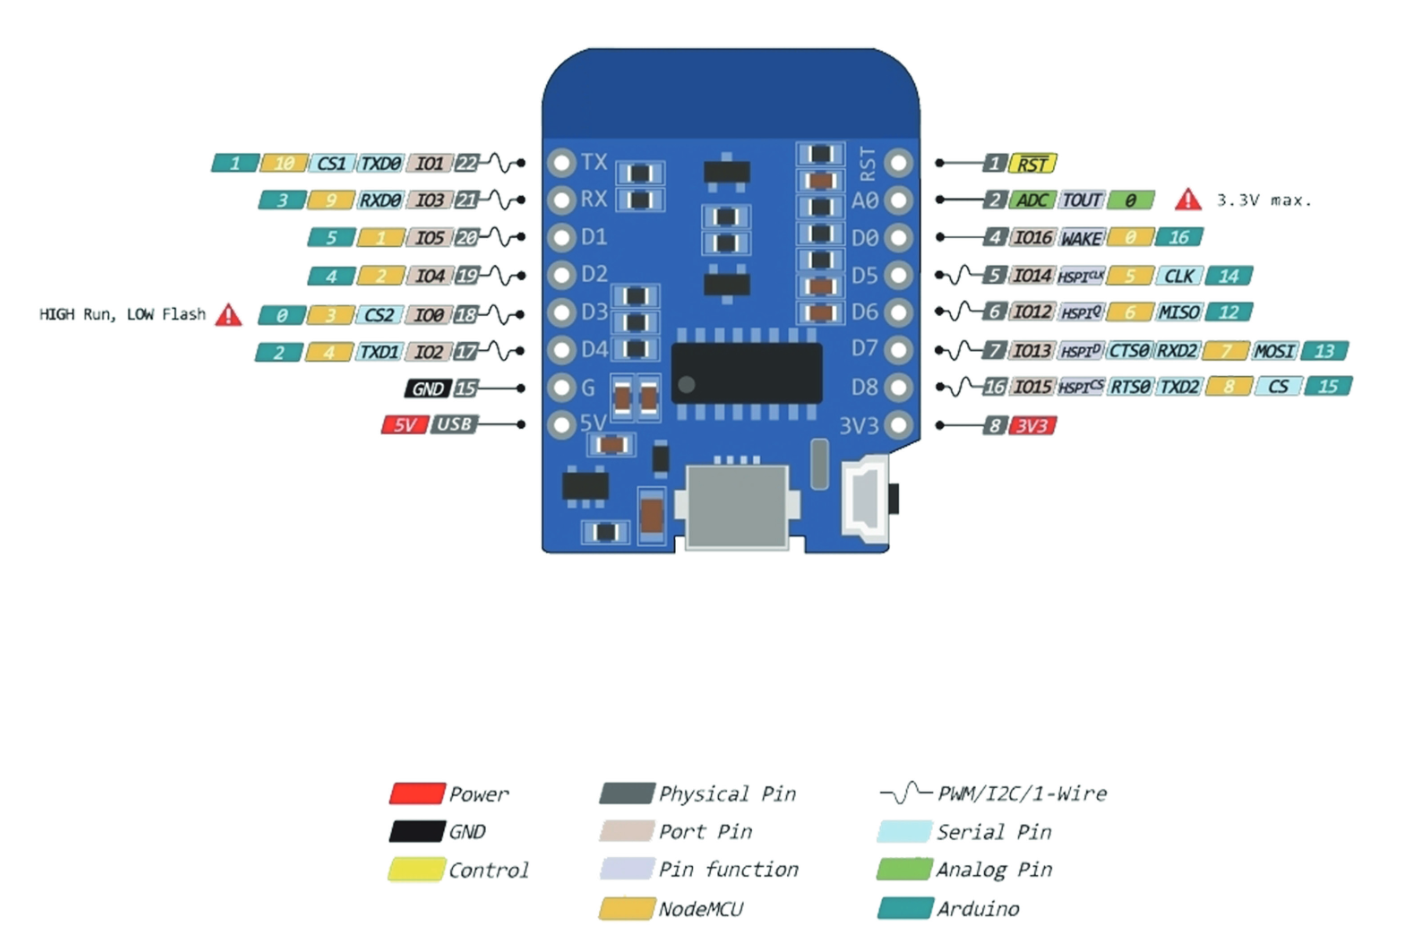 1 10 CS1 TXD0 IO1 22 TX RST 1 RST
3 9 RXD0 IO3 21 RX A0 2 ADC TOUT 0 3.3V max.
5 1 IO5 20 D1 D0 4 IO16 WAKE 0 16
4 2 IO4 19 D2 D5 5 IO14 HSPICLK 5 CLK 14
HIGH Run, LOW Flash 0 3 CS2 IO0 18 D3 D6 6 IO12 HSPIQ 6 MISO 12
2 4 TXD1 IO2 17 D4 D7 7 IO13 HSPID CTS0 RXD2 7 MOSI 13
GND 15 G D8 16 IO15 HSPICS RTS0 TXD2 8 CS 15
5V USB 5V 3V3 8 3V3
Power Physical Pin PWM/I2C/1-Wire
GND Port Pin Serial Pin
Control Pin function Analog Pin
NodeMCU Arduino